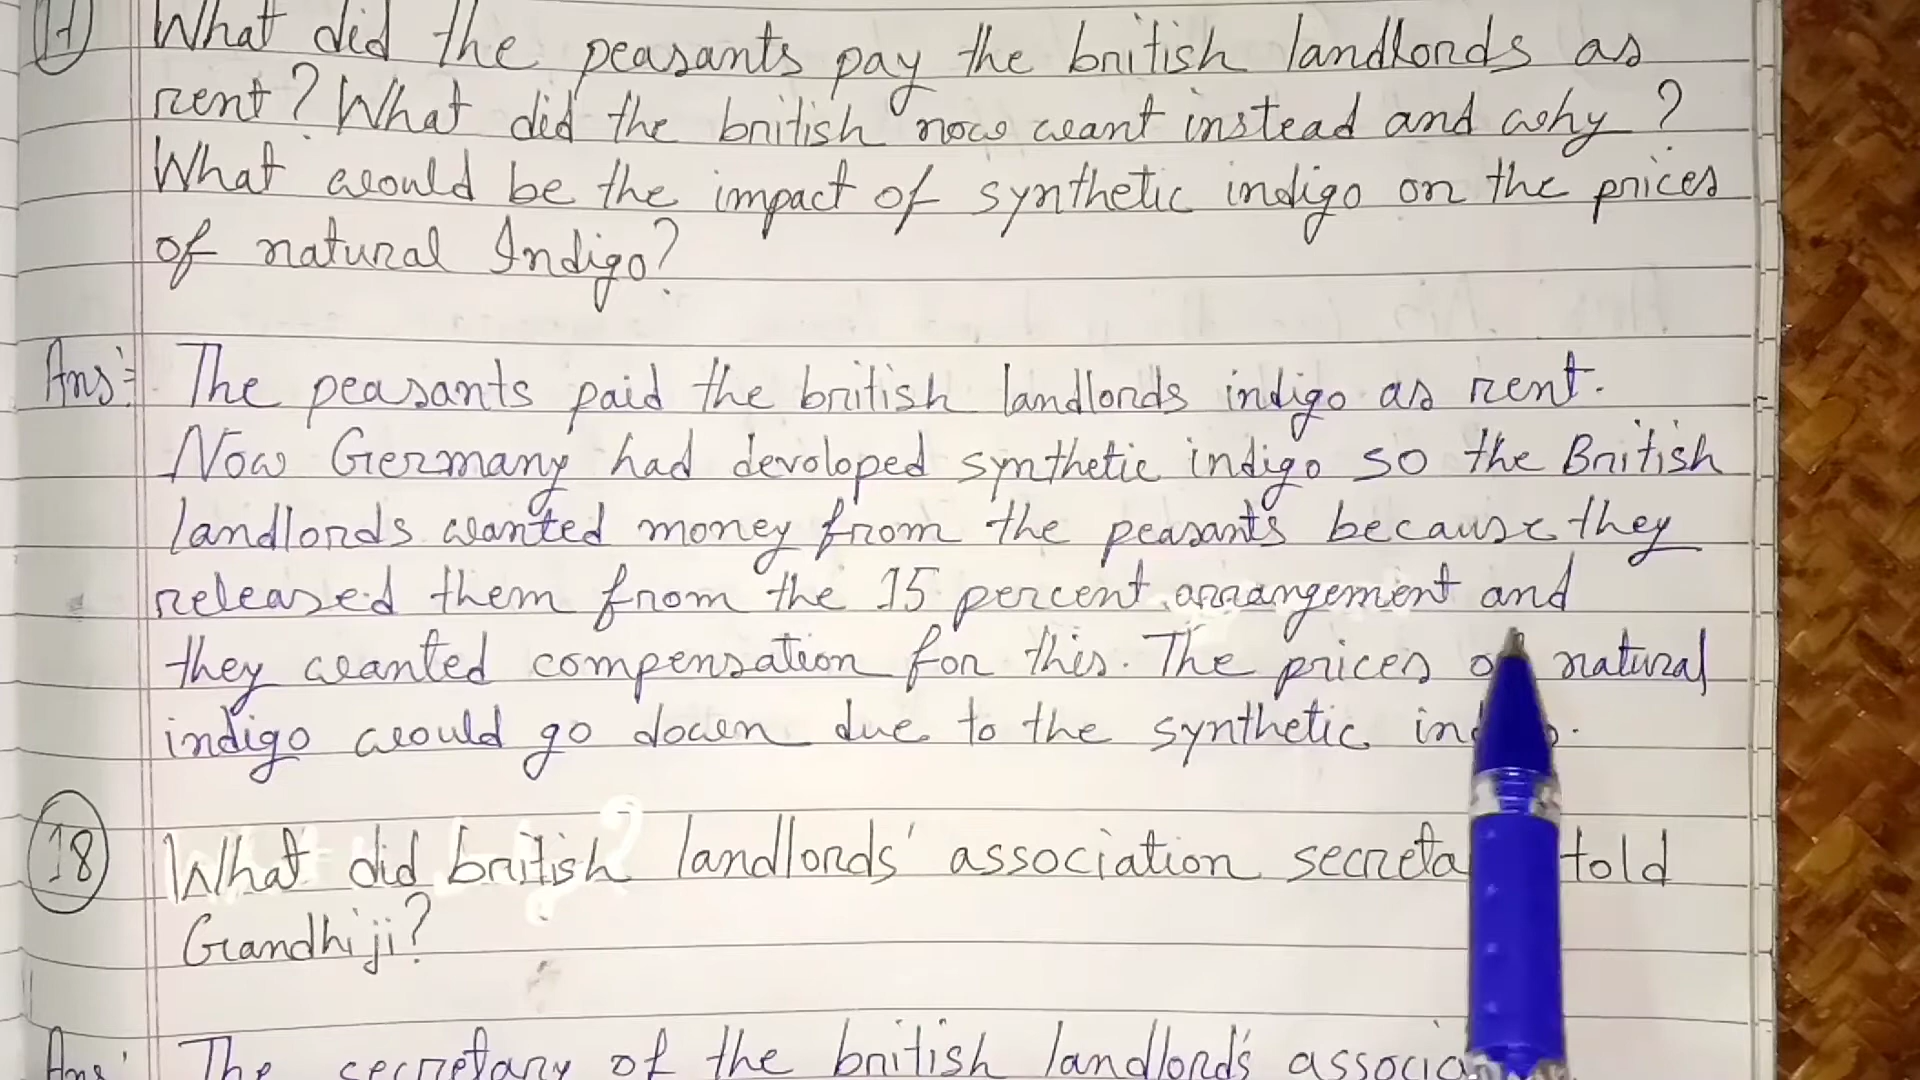 What did the peasants pay the british landlords as
rent? What did the british now want instead and why?
What would be the impact of synthetic indigo on the prices
of natural Indigo?
Ans: The peasants paid the british landlords indigo as rent.
Now Germany had devoloped synthetic indigo so the British
landlords wanted money from the peasants because they
released them from the 15 percent arrangement and
they wanted compensation for this. The prices natural
indigo would go down due to the synthetic
18 What did british landlords' association told
Gandhiji?
Ans: The secretary of the british landlord's